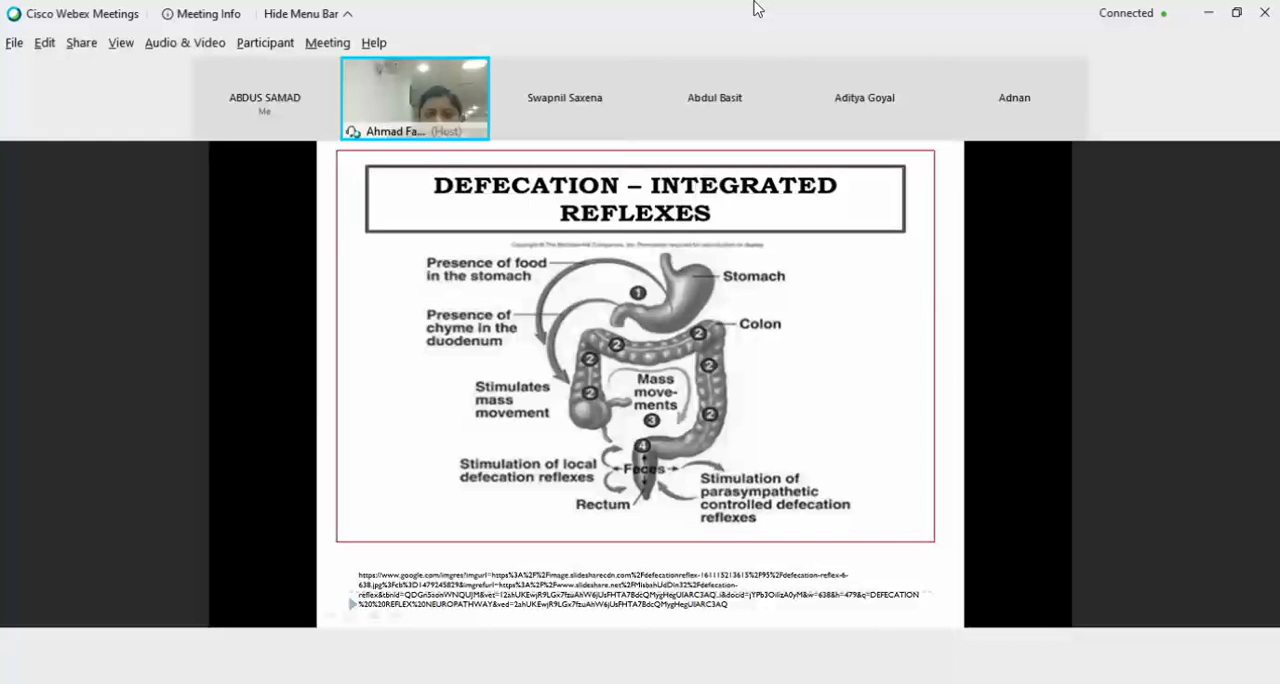 Cisco Webex Meetings
Meeting Info
Hide Menu Bar
Connected
File Edit Share View Audio & Video Participant Meeting Help
ABDUS SAMAD
Me
Ahmad Fa... (Host)
Swapnil Saxena
Abdul Basit
Aditya Goyal
Adnan
DEFECATION – INTEGRATED
REFLEXES
Presence of food
in the stomach
1
Stomach
Presence of
chyme in the
duodenum
Colon
2
2
2
2
2
2
Stimulates
mass
movement
Mass
move-
ments
3
4
Stimulation of local
defecation reflexes
Feces
Rectum
Stimulation of
parasympathetic
controlled defecation
reflexes